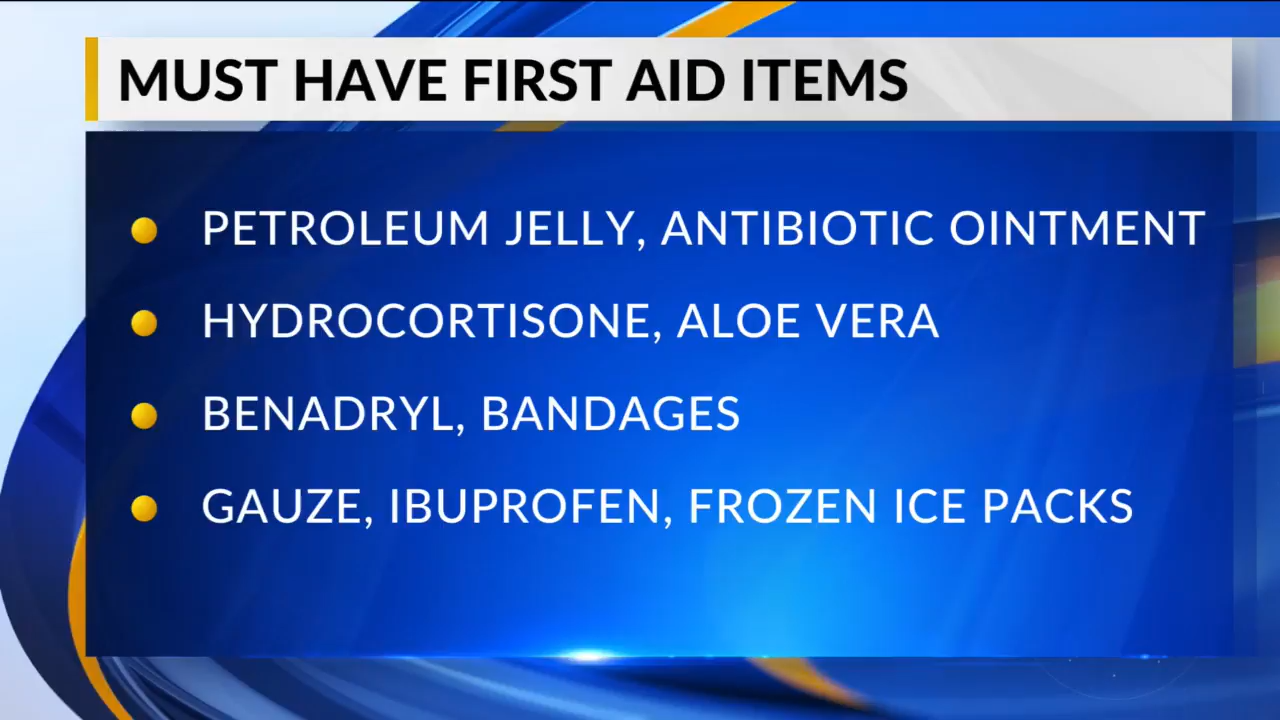 MUST HAVE FIRST AID ITEMS
PETROLEUM JELLY, ANTIBIOTIC OINTMENT
HYDROCORTISONE, ALOE VERA
BENADRYL, BANDAGES
GAUZE, IBUPROFEN, FROZEN ICE PACKS